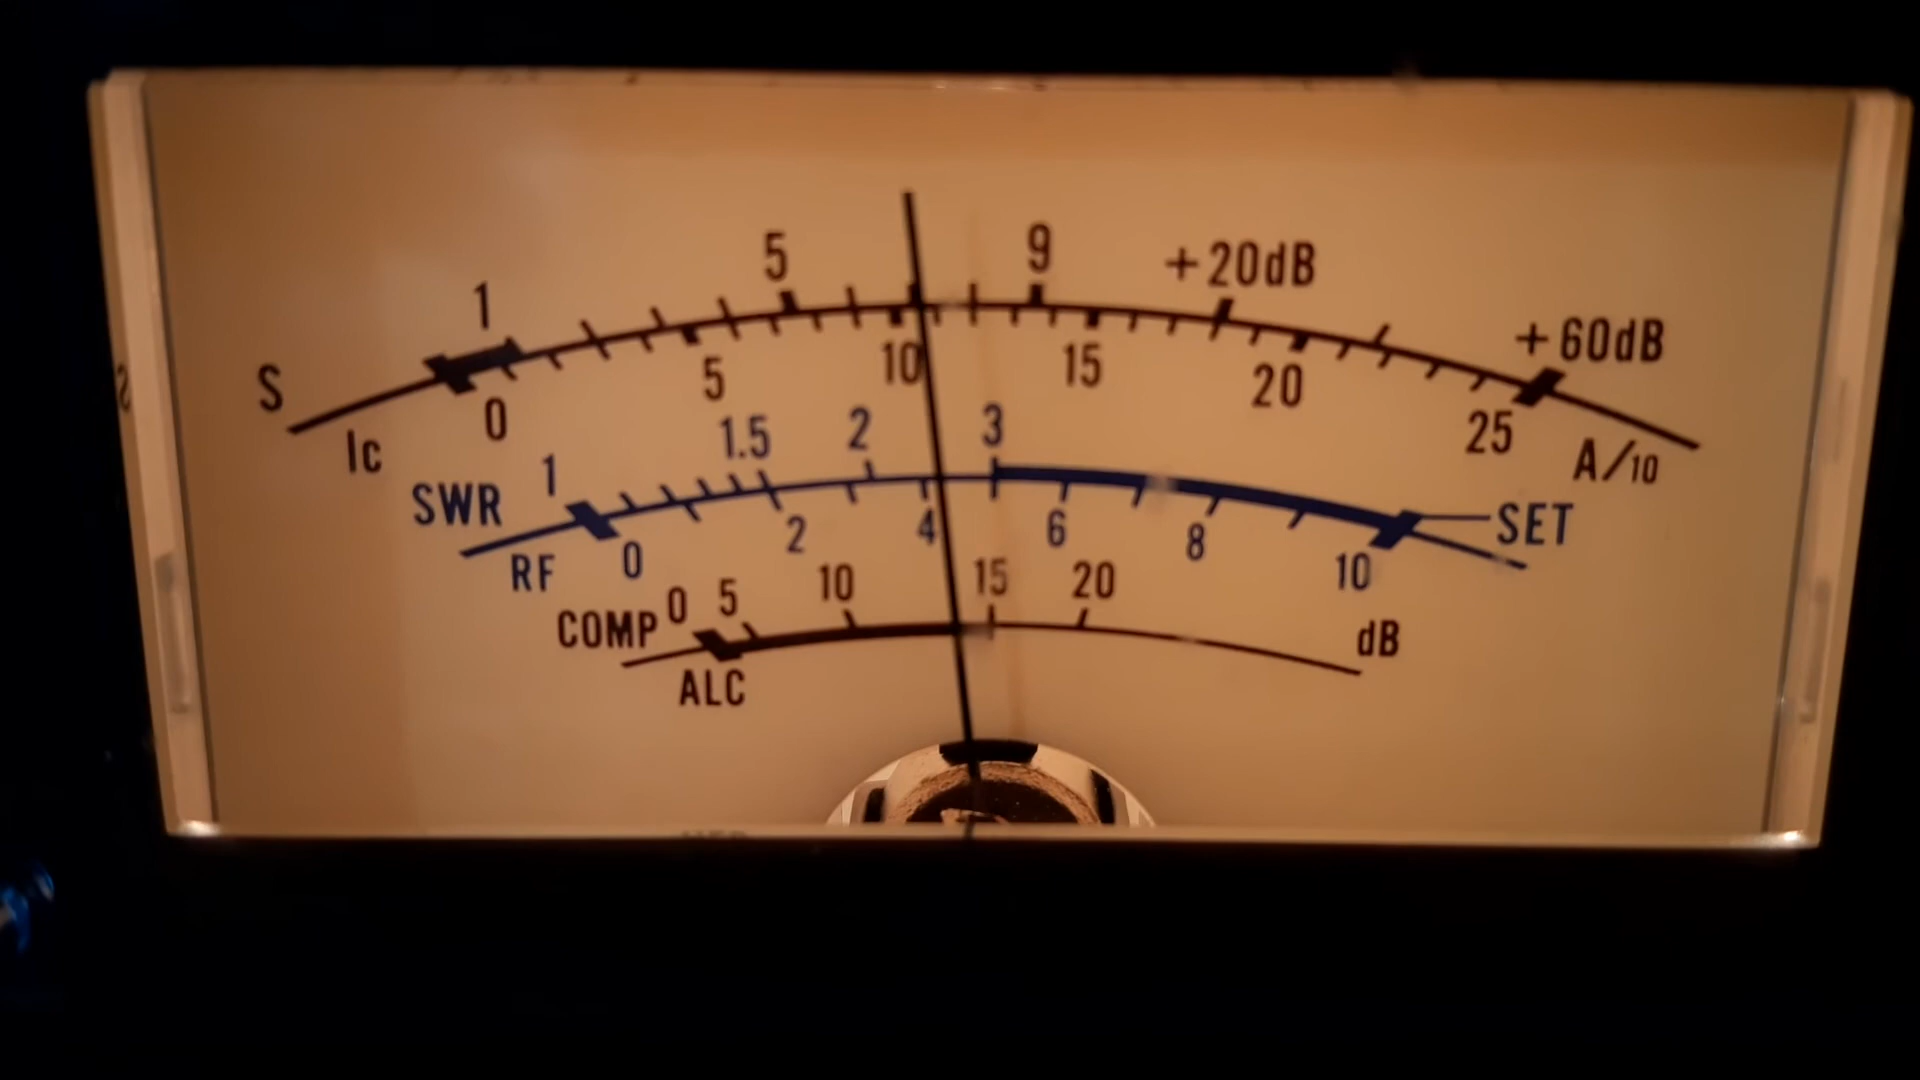 S 1 5 9 +20dB +60dB
Ic 0 5 10 15 20 25 A/10
SWR 1 1.5 2 3 SET
RF 0 2 4 6 8 10
COMP 0 5 10 15 20 dB
ALC